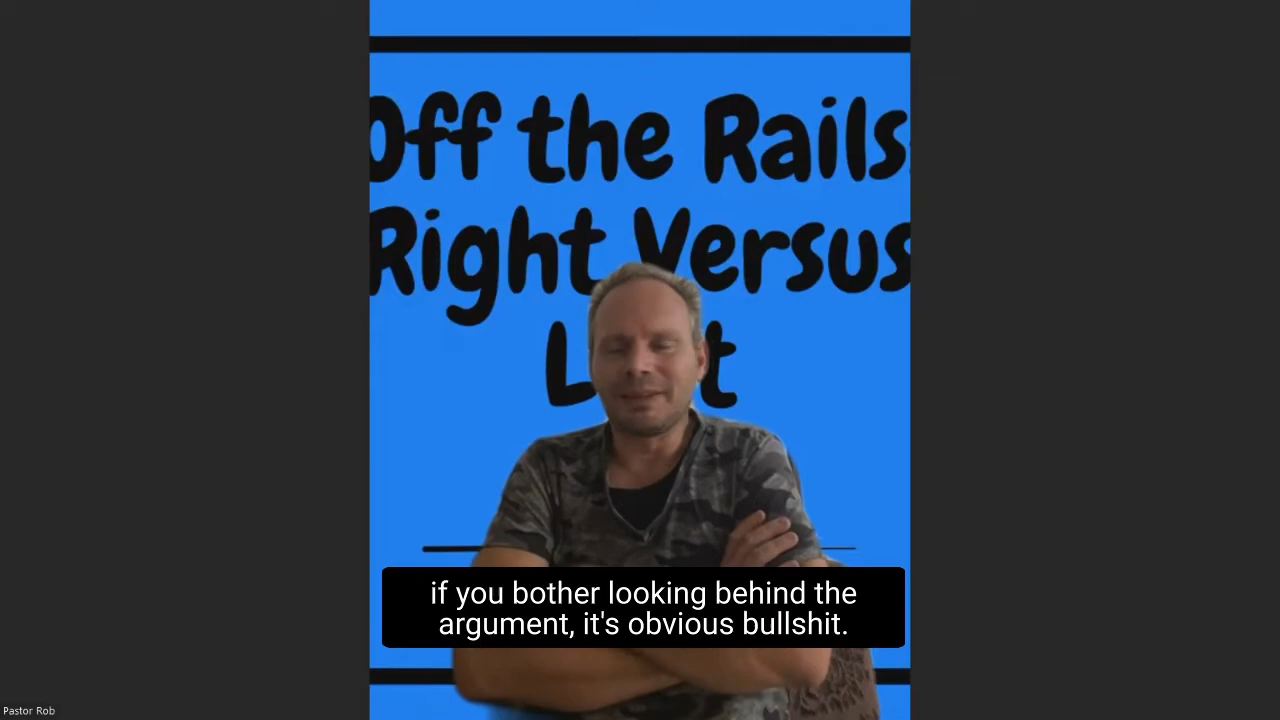 Off the Rails
Right Versus
L t
if you bother looking behind the
argument, it's obvious bullshit.
Pastor Rob